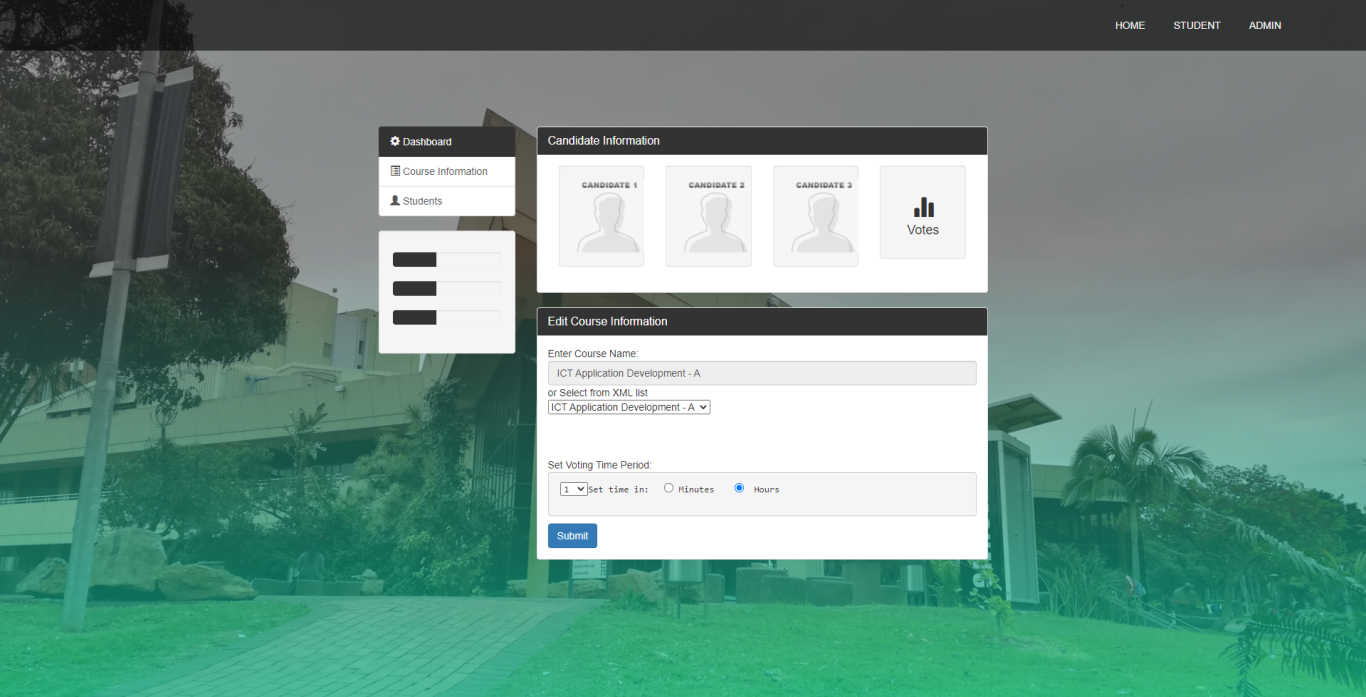 HOME STUDENT ADMIN
Dashboard
Course Information
Students
Candidate Information
CANDIDATE 1
CANDIDATE 2
CANDIDATE 3
Votes
Edit Course Information
Enter Course Name:
ICT Application Development - A
or Select from XML list
ICT Application Development - A
Set Voting Time Period:
1 Set time in: Minutes Hours
Submit